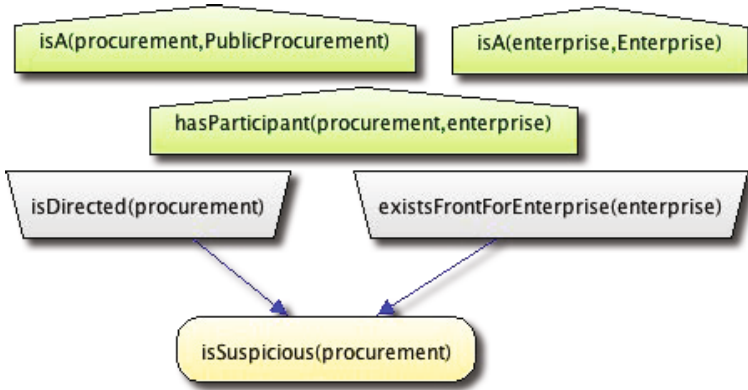 isA(procurement,PublicProcurement)
isA(enterprise,Enterprise)
hasParticipant(procurement,enterprise)
isDirected(procurement)
existsFrontForEnterprise(enterprise)
isSuspicious(procurement)